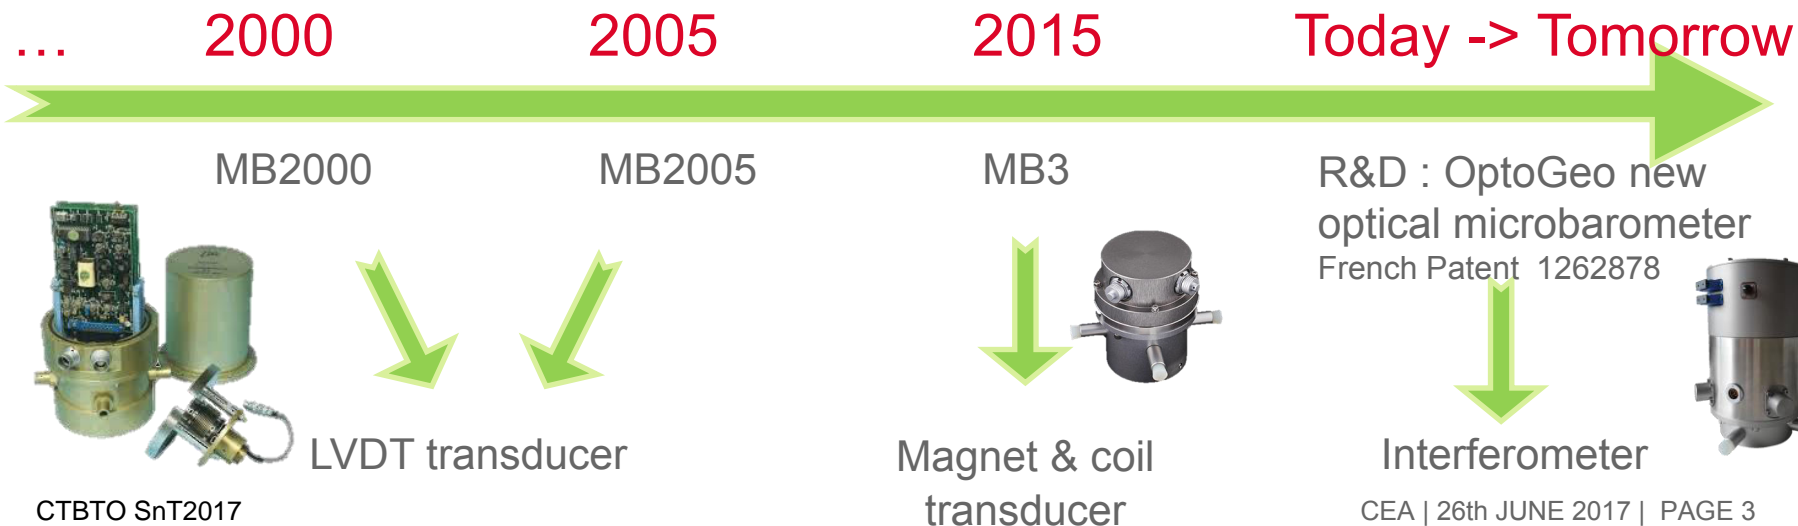 … 2000 2005 2015 Today -> Tomorrow
MB2000 MB2005 MB3
R&D : OptoGeo new
optical microbarometer
French Patent 1262878
LVDT transducer
Magnet & coil
transducer
Interferometer
CTBTO SnT2017
CEA | 26th JUNE 2017 | PAGE 3